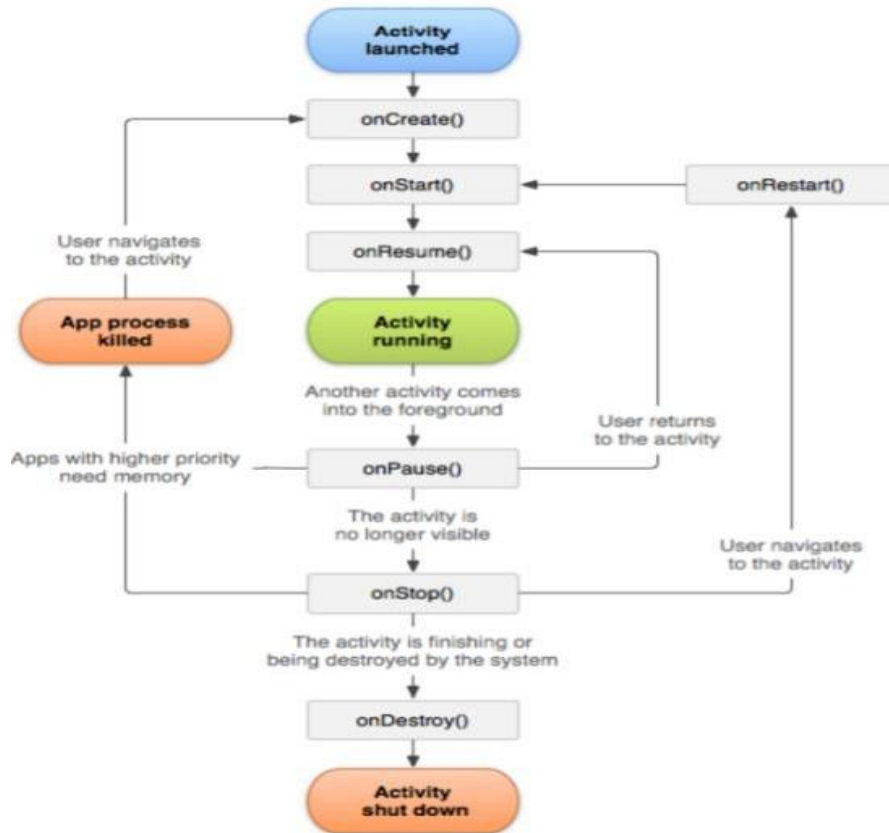 Activity
launched
onCreate()
onStart()
onRestart()
User navigates
to the activity
onResume()
App process
killed
Activity
running
Another activity comes
into the foreground
User returns
to the activity
Apps with higher priority
need memory
onPause()
The activity is
no longer visible
User navigates
to the activity
onStop()
The activity is finishing or
being destroyed by the system
onDestroy()
Activity
shut down